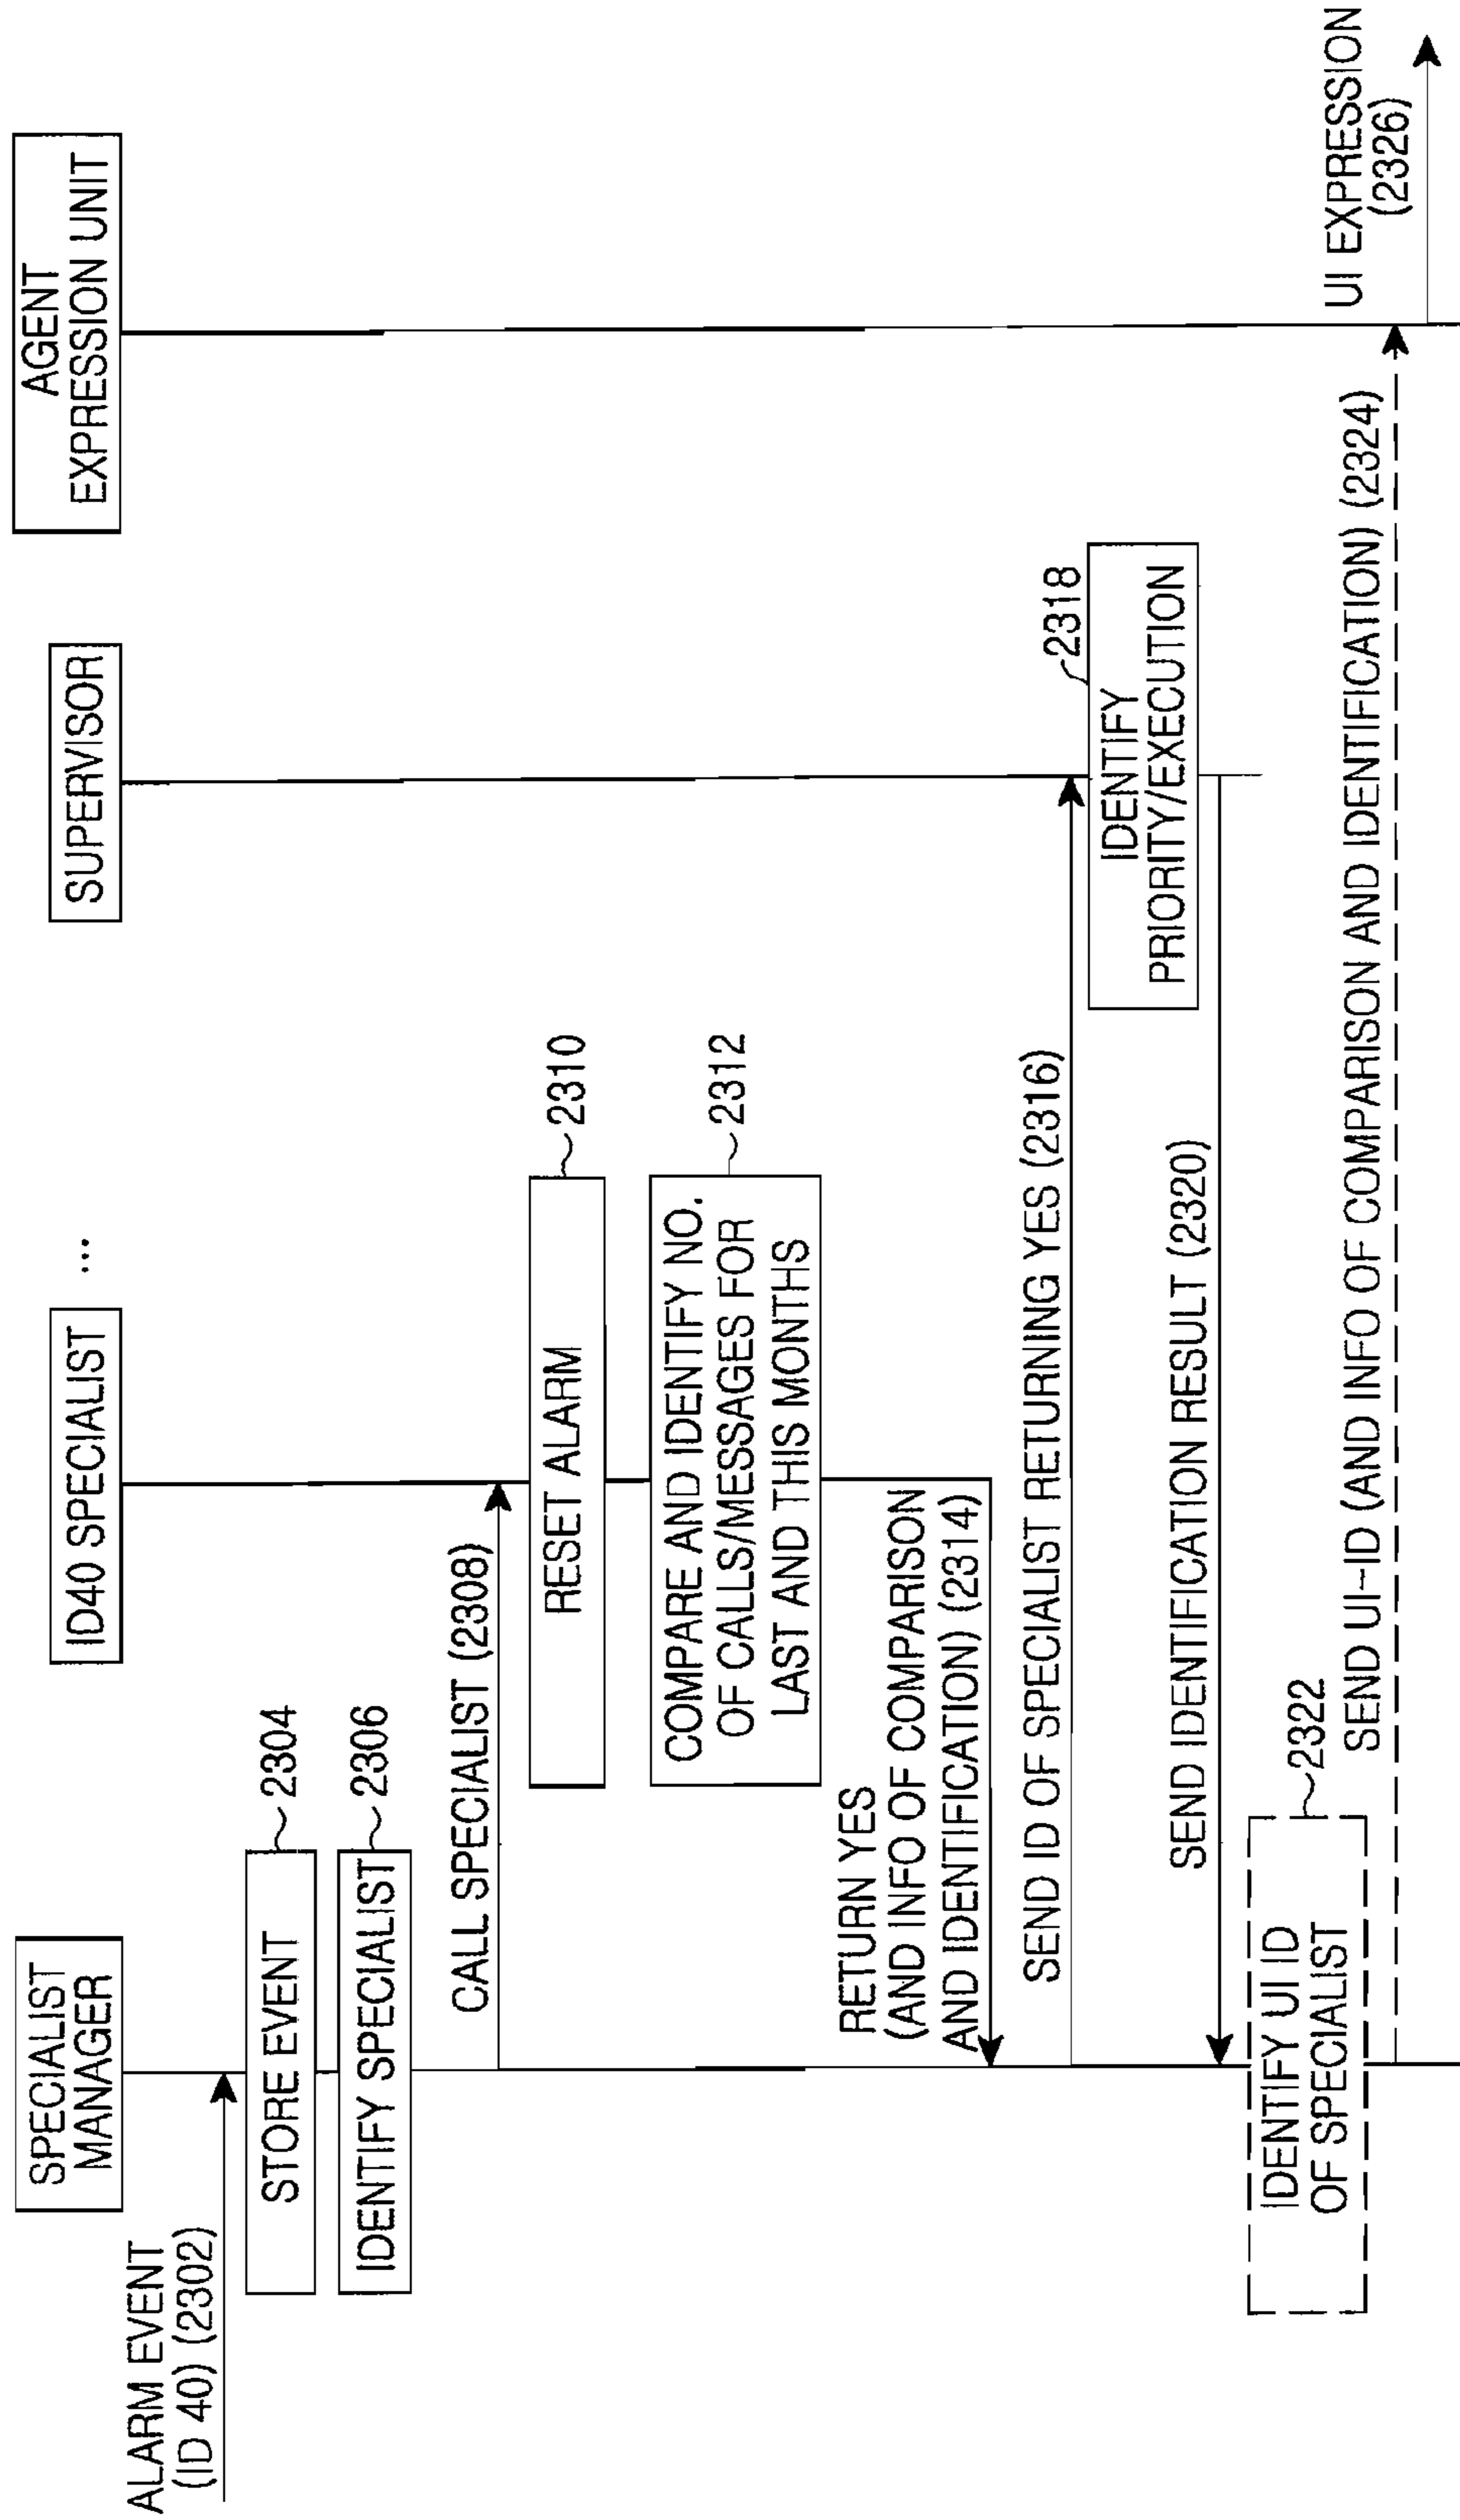 SPECIALIST
MANAGER
ID40 SPECIALIST
...
SUPERVISOR
AGENT
EXPRESSION UNIT
ALARM EVENT
(ID 40) (2302)
STORE EVENT
2304
IDENTIFY SPECIALIST
2306
CALL SPECIALIST (2308)
RESET ALARM
2310
COMPARE AND IDENTIFY NO.
OF CALLS/MESSAGES FOR
LAST AND THIS MONTHS
2312
RETURN YES
(AND INFO OF COMPARISON
AND IDENTIFICATION) (2314)
SEND ID OF SPECIALIST RETURNING YES (2316)
IDENTIFY
PRIORITY/EXECUTION
2318
SEND IDENTIFICATION RESULT (2320)
IDENTIFY UI ID
OF SPECIALIST
2322
SEND UI-ID (AND INFO OF COMPARISON AND IDENTIFICATION) (2324)
UI EXPRESSION
(2326)